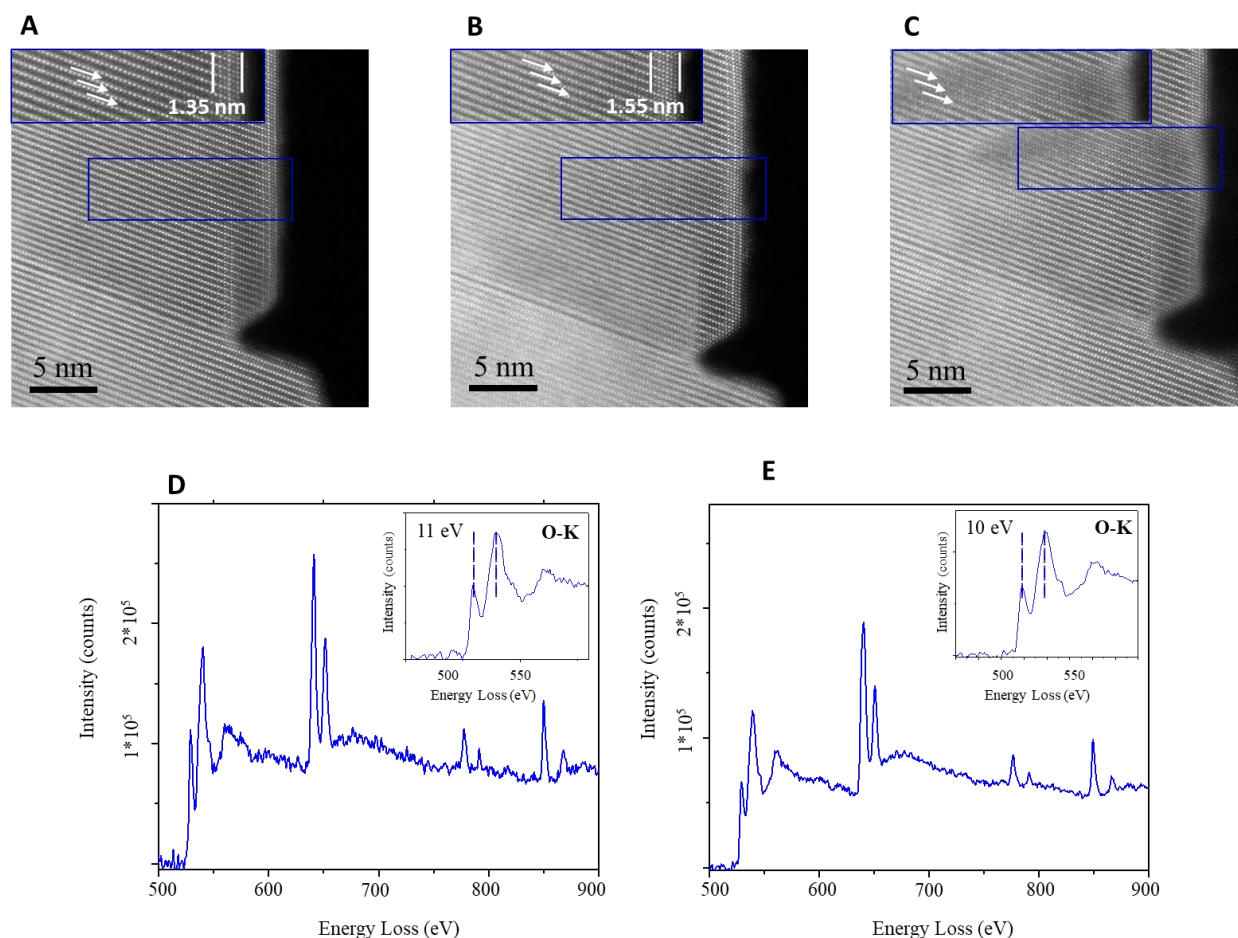 A
B
C
1.35 nm
1.55 nm
5 nm
5 nm
5 nm
D
E
11 eV
O-K
Intensity (counts)
500
550
Energy Loss (eV)
10 eV
O-K
Intensity (counts)
500
550
Energy Loss (eV)
Intensity (counts)
2*10⁵
1*10⁵
500
600
700
800
900
Energy Loss (eV)
Intensity (counts)
2*10⁵
1*10⁵
500
600
700
800
900
Energy Loss (eV)